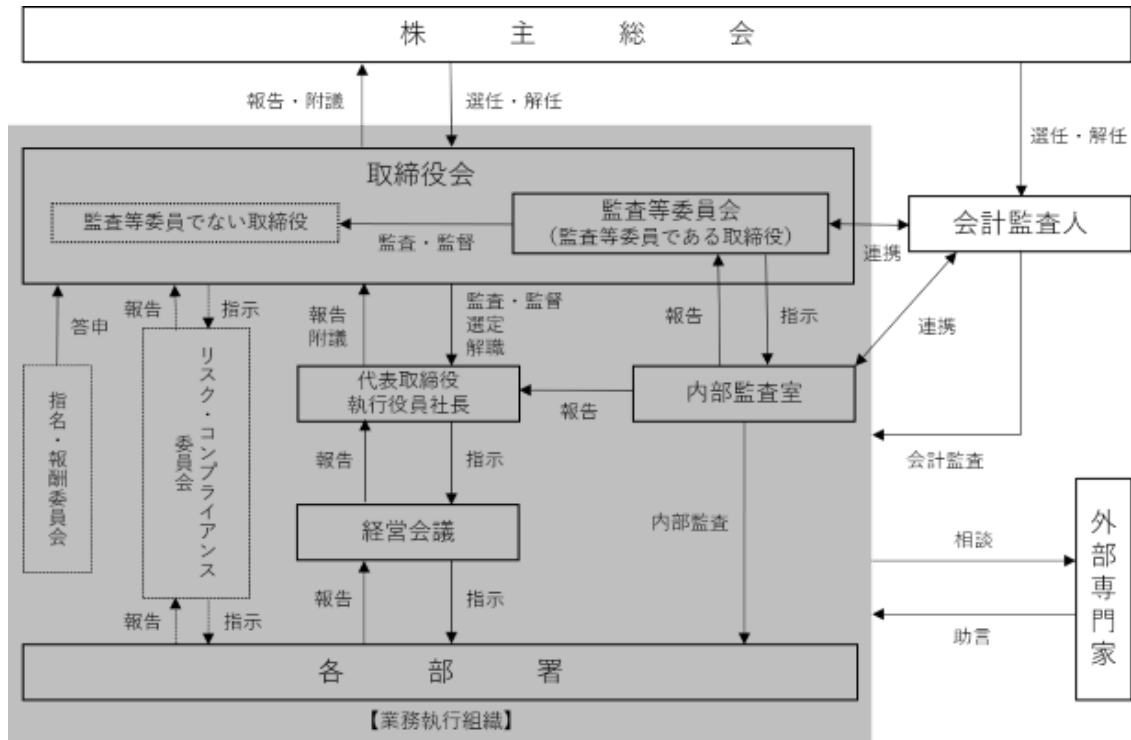 株主総会
報告・附議
選任・解任
選任・解任
取締役会
監査等委員でない取締役
監査・監督
監査等委員会
(監査等委員である取締役)
連携
会計監査人
答申
報告
指示
報告
附議
監査・監督
選定
解職
報告
指示
連携
指名・報酬委員会
リスク・コンプライアンス
委員会
代表取締役
執行役員社長
報告
内部監査室
報告
指示
会計監査
経営会議
内部監査
外部専門家
相談
助言
報告
指示
報告
指示
各部署
【業務執行組織】